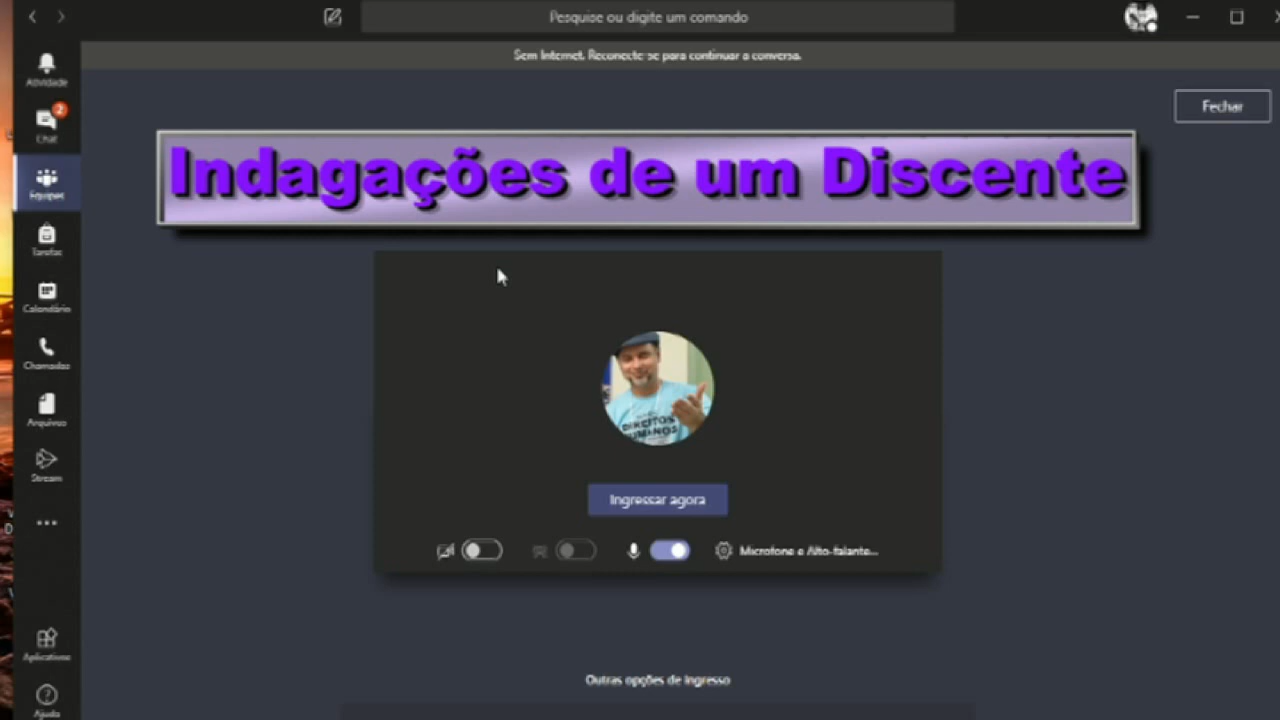 Pesquise ou digite um comando
Sem Internet. Reconecte-se para continuar a conversa.
Atividade
2
Chat
Equipes
Tarefas
Calendário
Chamadas
Arquivos
Stream
Aplicativos
Ajuda
Fechar
Indagações de um Discente
DIREITOS
HUMANOS
Ingressar agora
Microfone e Alto-falante...
Outras opções de ingresso